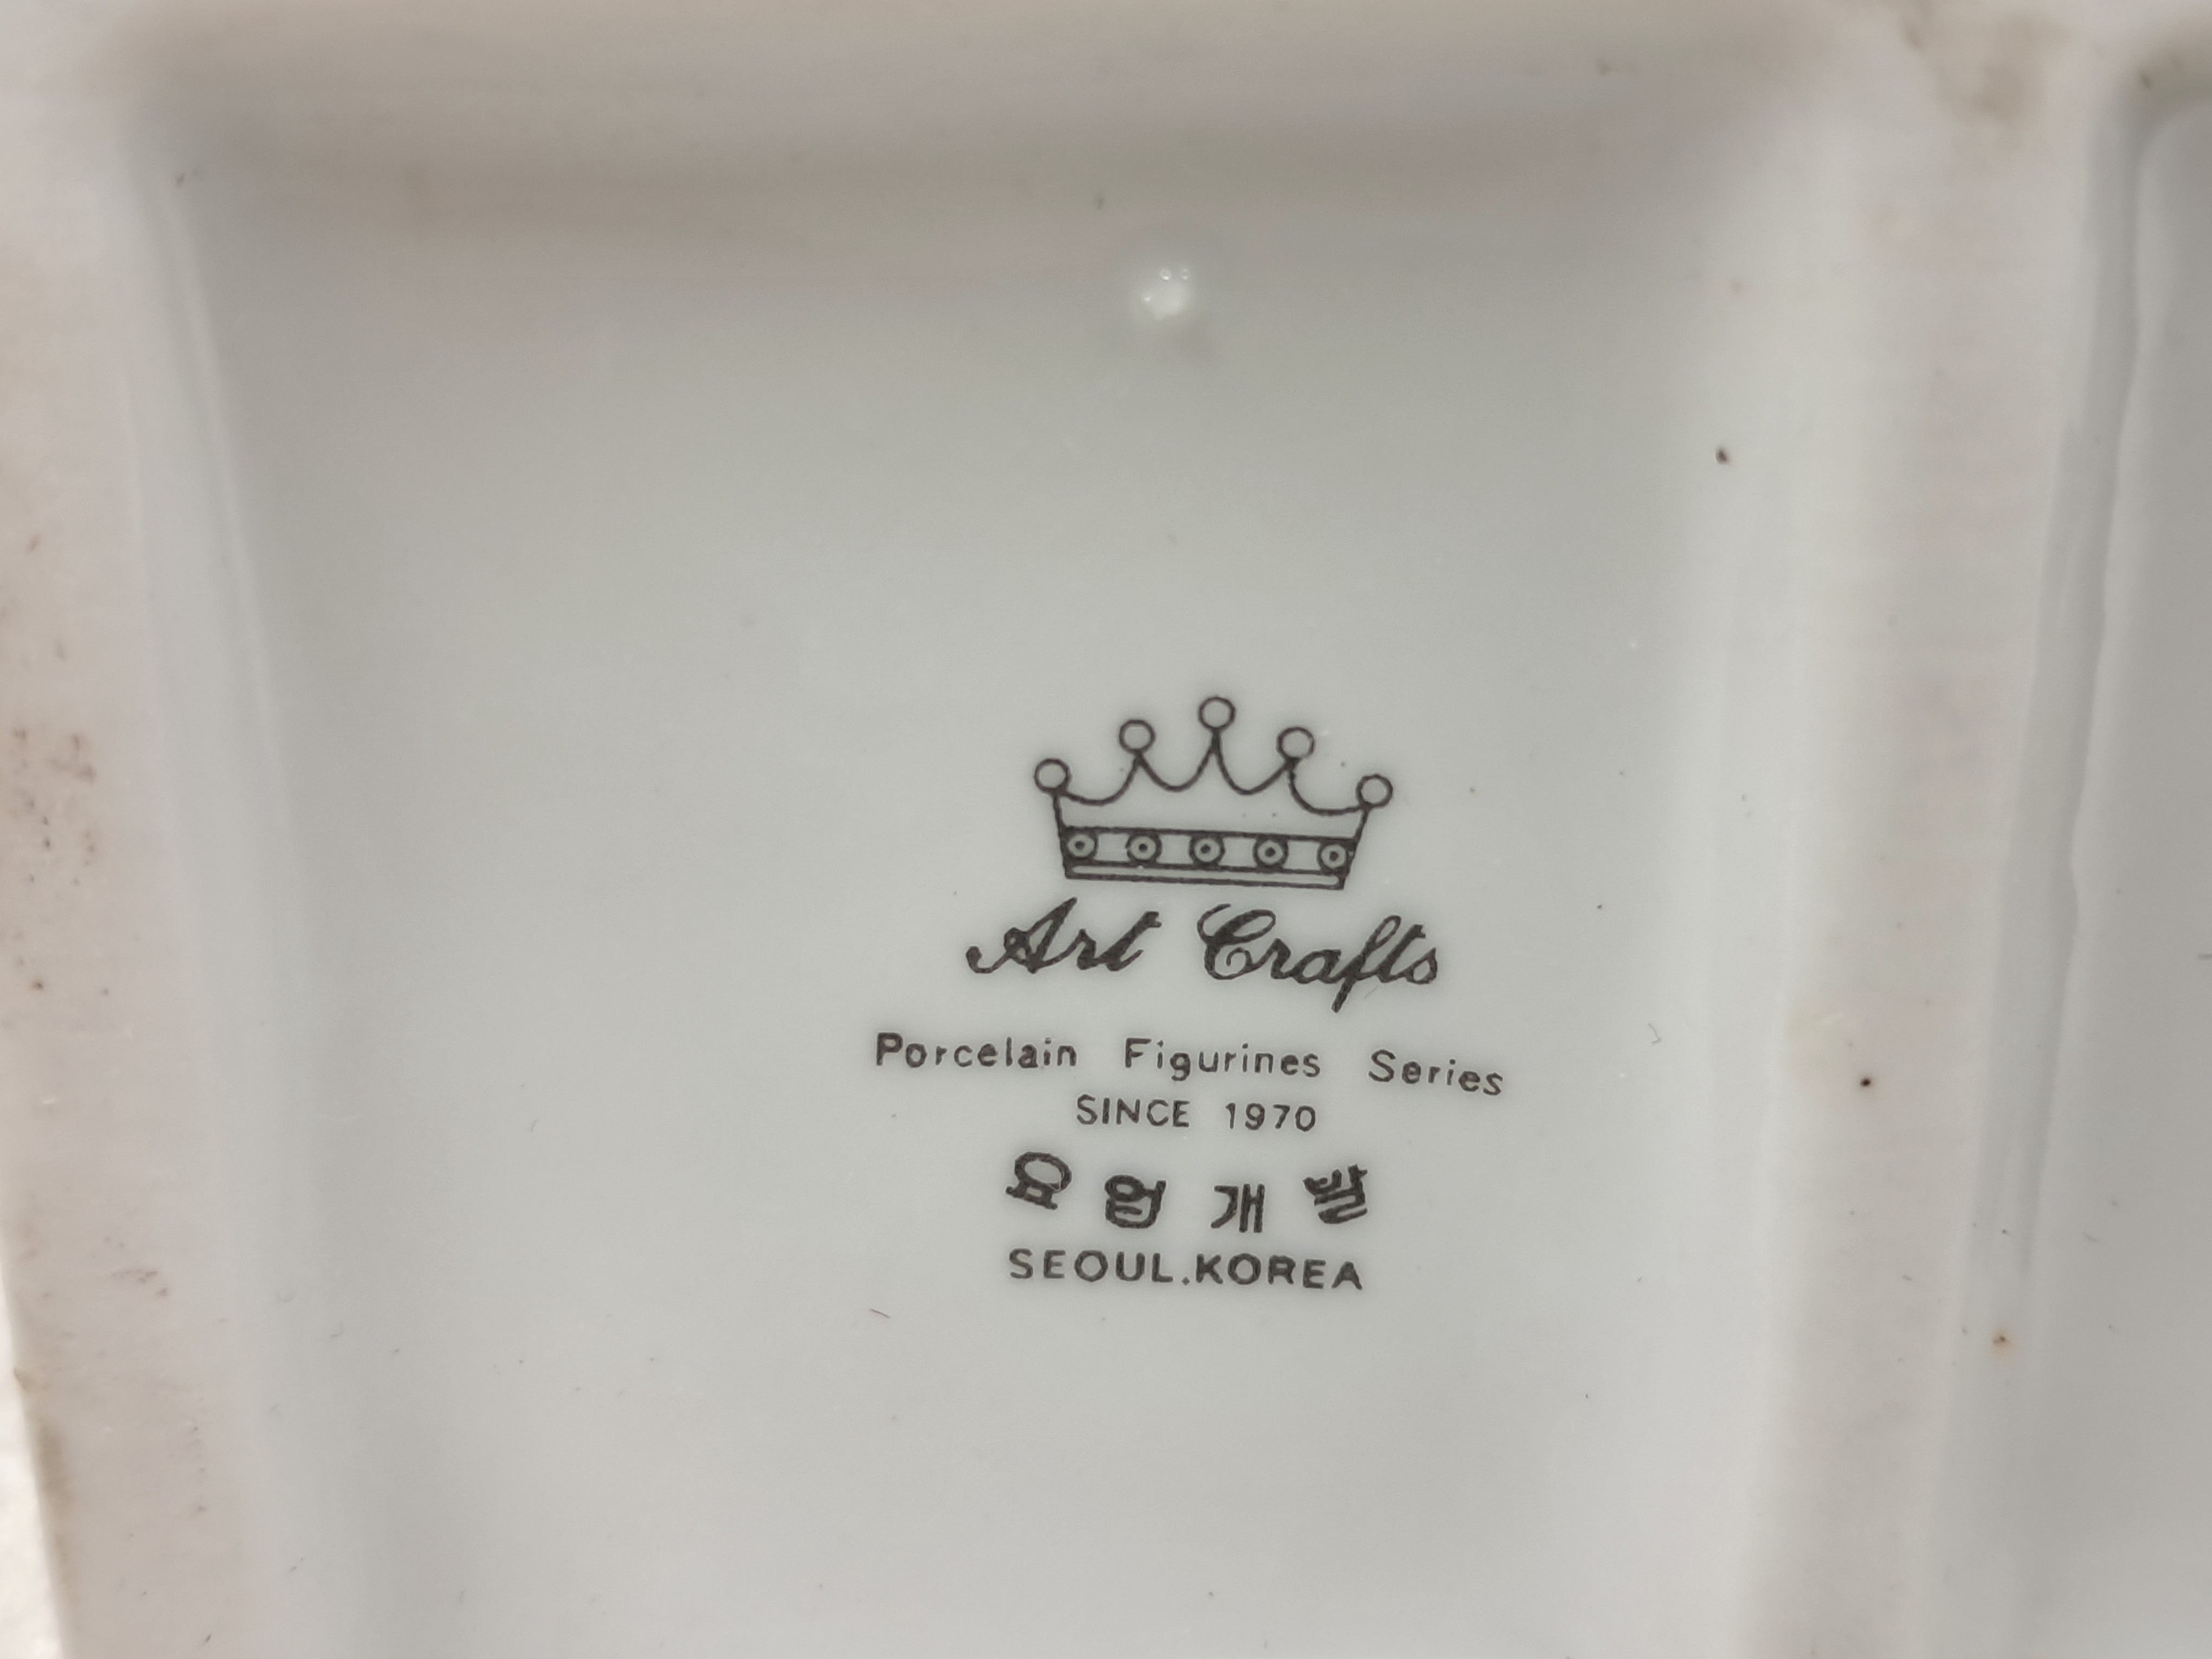 Art Crafts
Porcelain Figurines Series
SINCE 1970
요업개발
SEOUL.KOREA